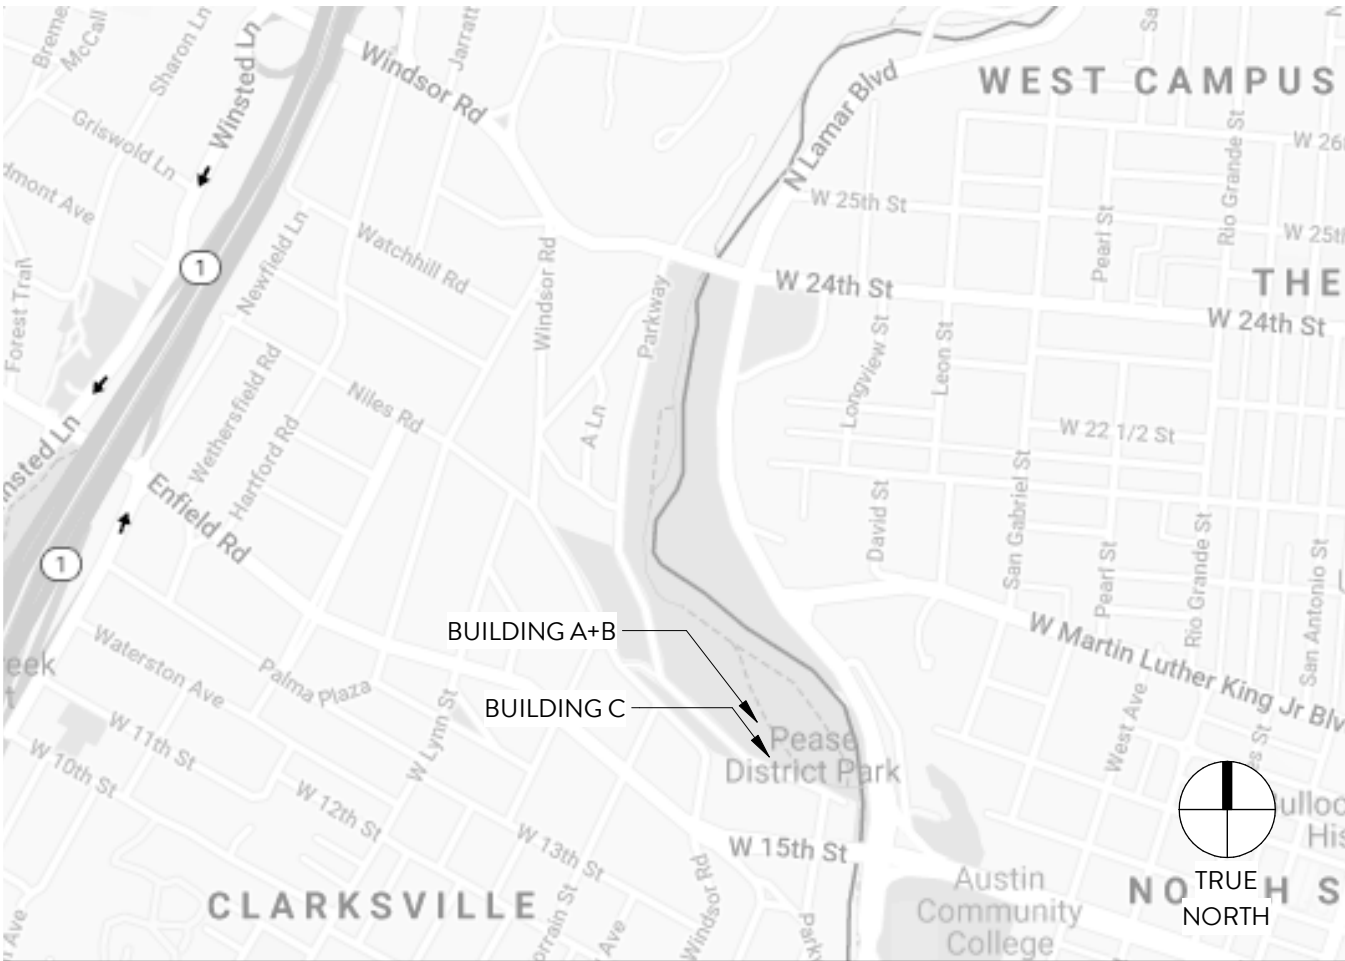 Sharon Ln
McCall
Winsted Ln
Jarratt
Windsor Rd
N Lamar Blvd
WEST CAMPUS
Griswold Ln
W 25th St
Pearl St
Rio Grande St
Watchhill Rd
Newfield Ln
1
Forest Trail
Windsor Rd
Parkway
W 24th St
THE
W 24th St
Longview St
Leon St
Wethersfield Rd
Hartford Rd
Niles Rd
A Ln
W 22 1/2 St
Enfield Rd
David St
San Gabriel St
Pearl St
Rio Grande St
San Antonio St
1
BUILDING A+B
W Martin Luther King Jr Blv
Waterston Ave
Palma Plaza
W Lynn St
BUILDING C
Pease
District Park
West Ave
W 11th St
W 10th St
W 12th St
W 13th St
W 15th St
Windsor Rd
CLARKSVILLE
Austin
Community
College
TRUE
NORTH